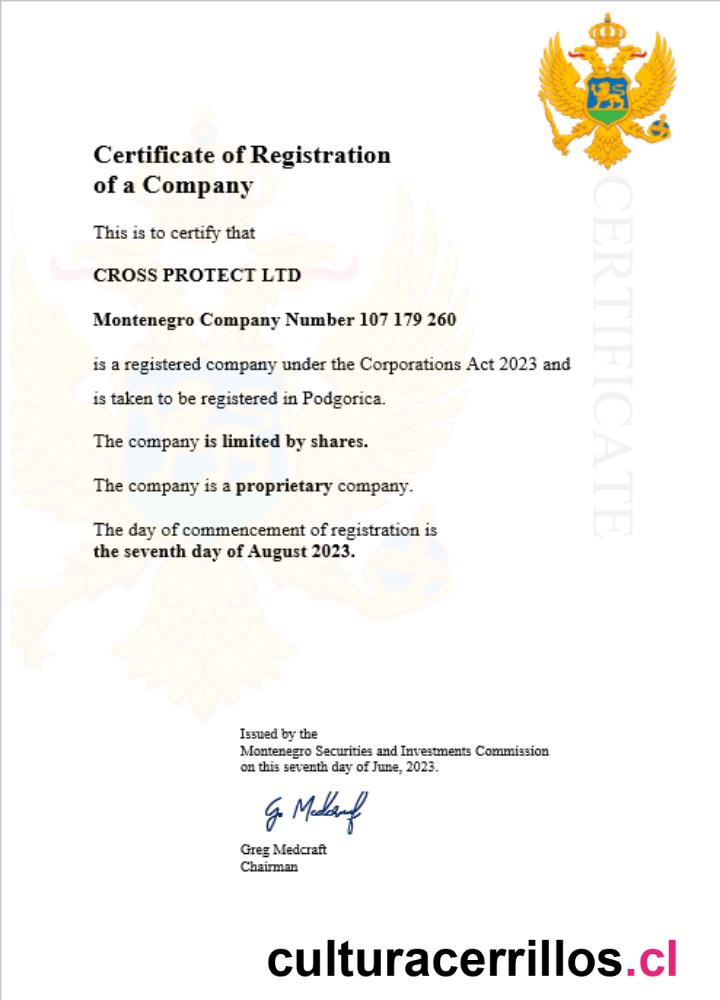 Certificate of Registration
of a Company
This is to certify that
CROSS PROTECT LTD
Montenegro Company Number 107 179 260
is a registered company under the Corporations Act 2023 and
is taken to be registered in Podgorica.
The company is limited by shares.
The company is a proprietary company.
The day of commencement of registration is
the seventh day of August 2023.
CERTIFICATE
Issued by the
Montenegro Securities and Investments Commission
on this seventh day of June, 2023.
G. Medcraft
Greg Medcraft
Chairman
culturacerrillos.cl